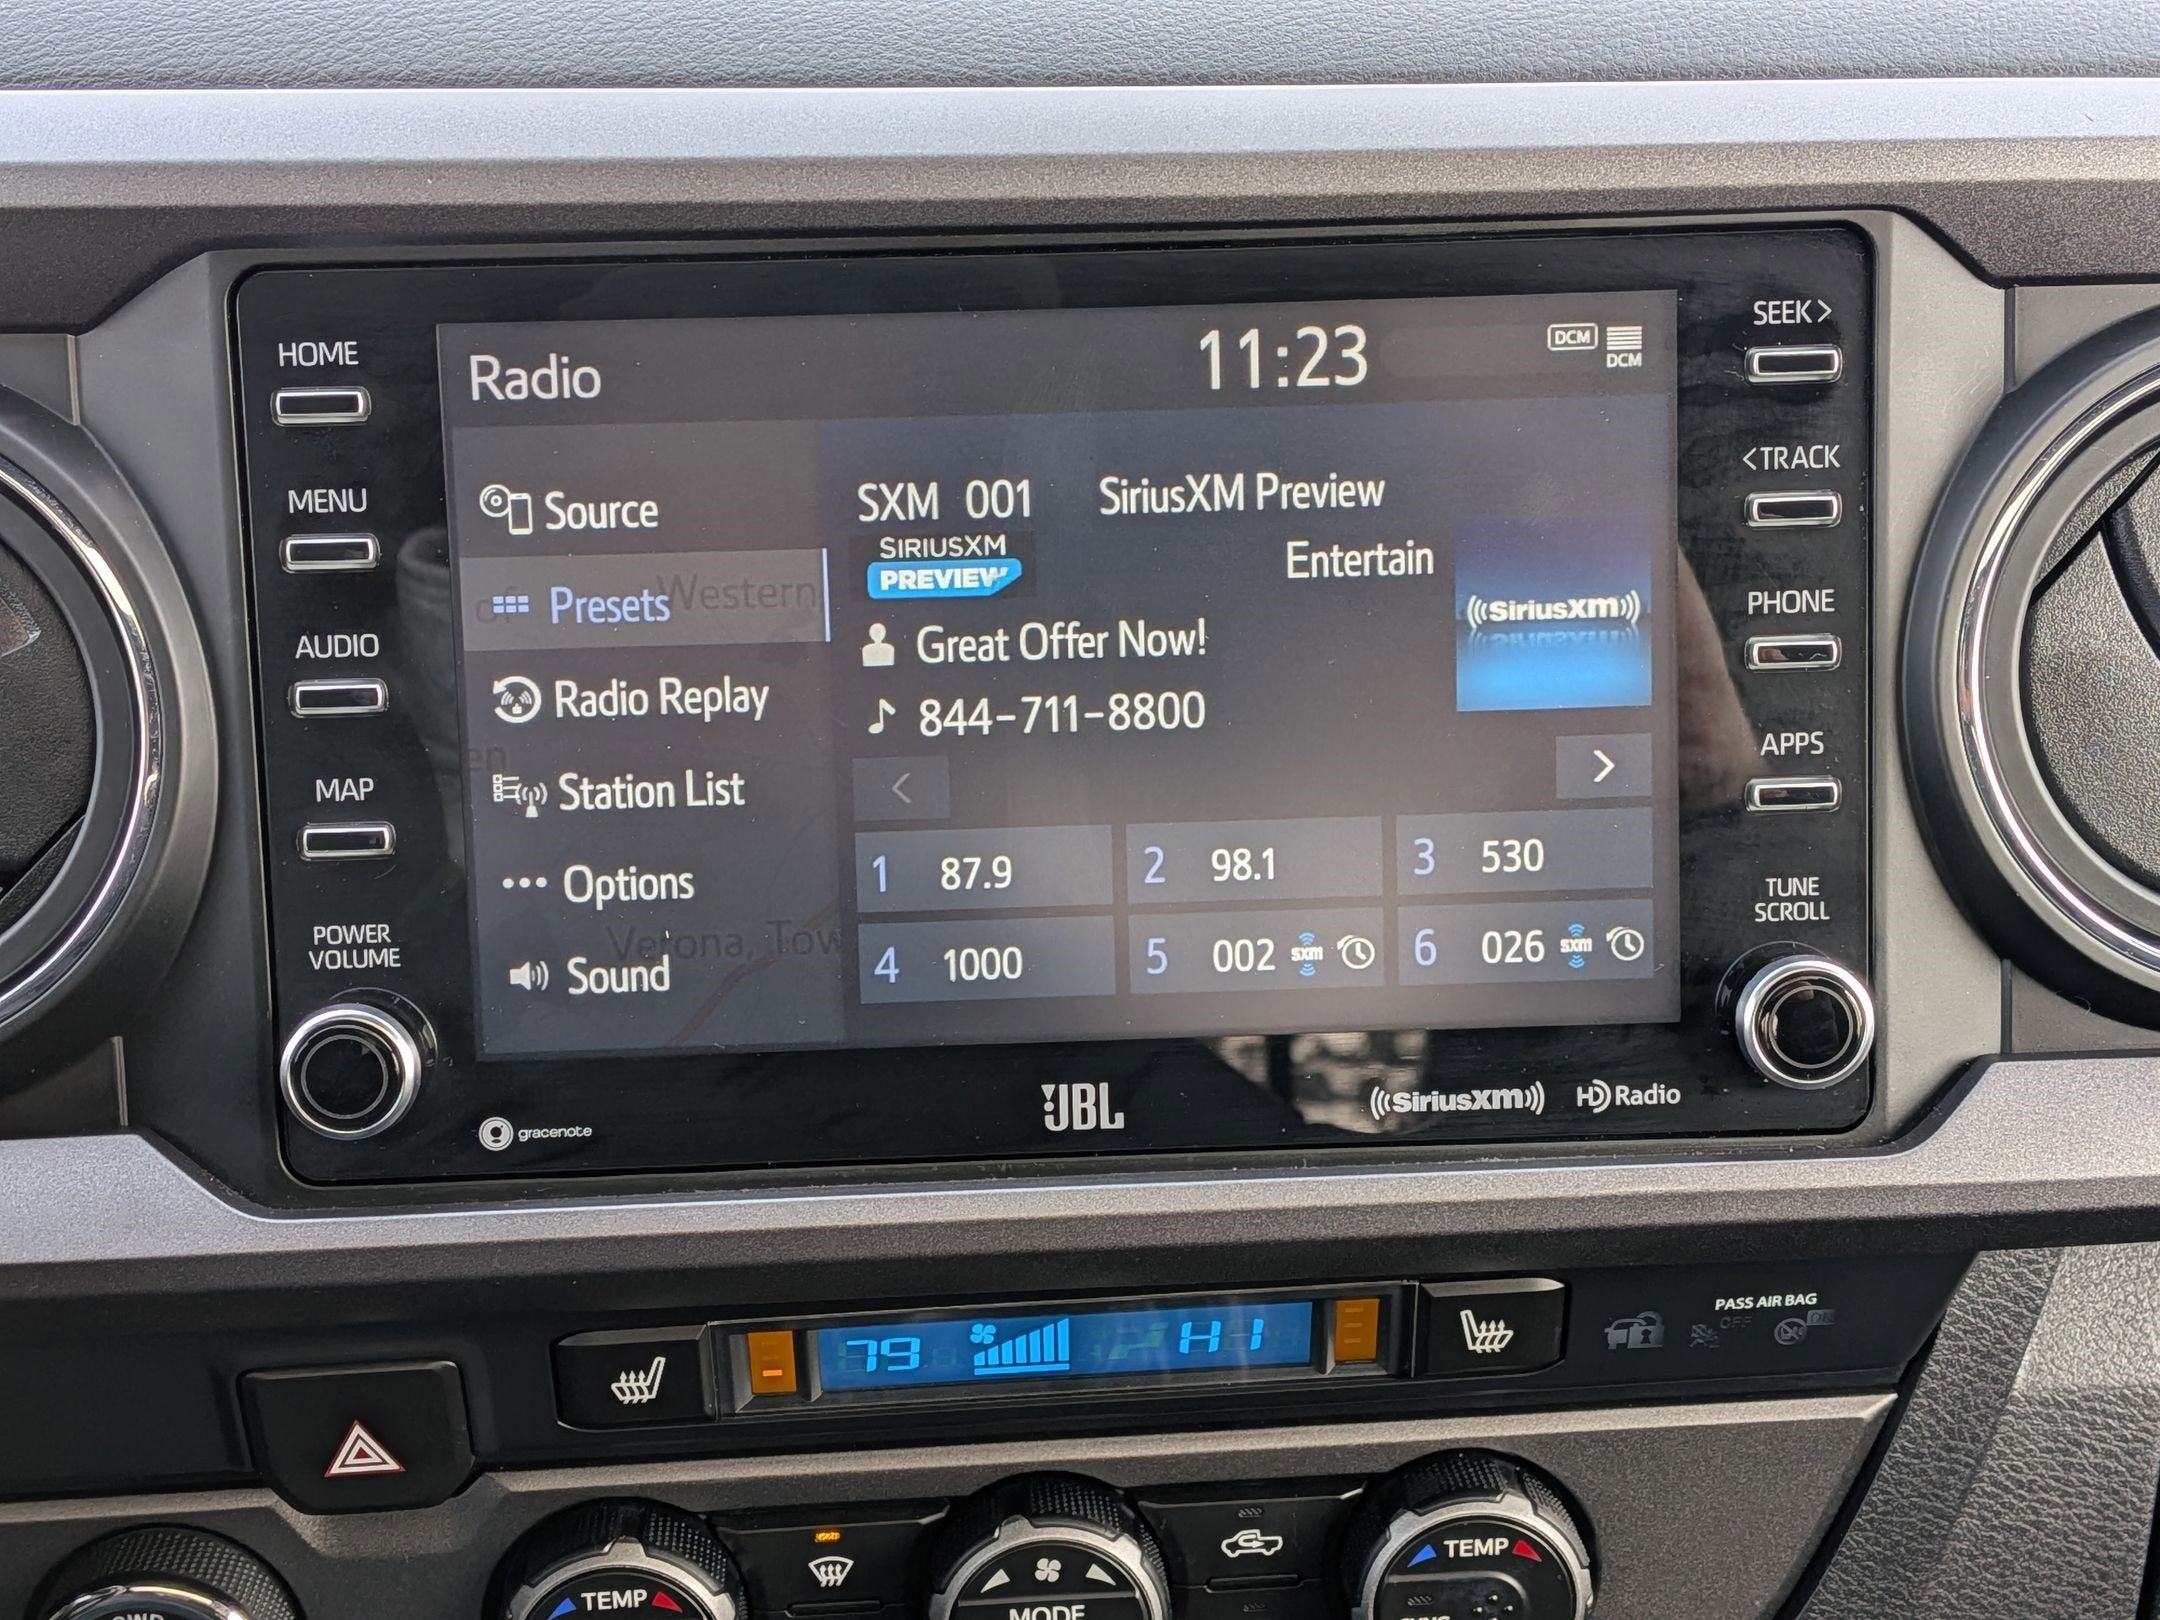 HOME
MENU
AUDIO
MAP
POWER
VOLUME
Radio
11:23
DCM
DCM
Source
Presets
Western
Radio Replay
Station List
Options
Verona, Tow
Sound
SXM 001 SiriusXM Preview
SIRIUSXM
PREVIEW
Entertain
Great Offer Now!
844-711-8800
((SiriusXM))
<
>
1 87.9
2 98.1
3 530
4 1000
5 002 SXM
6 026 SXM
SEEK>
<TRACK
PHONE
APPS
TUNE
SCROLL
gracenote
JBL
((SiriusXM))
HD Radio
79
HI
PASS AIR BAG
OFF
ON
TEMP
MODE
TEMP